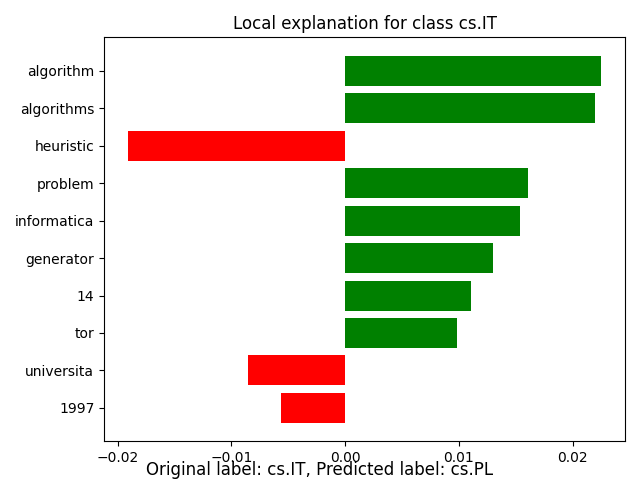 Local explanation for class cs.IT
algorithm
algorithms
heuristic
problem
informatica
generator
14
tor
universita
1997
−0.02 −0.01 0.00 0.01 0.02
Original label: cs.IT, Predicted label: cs.PL